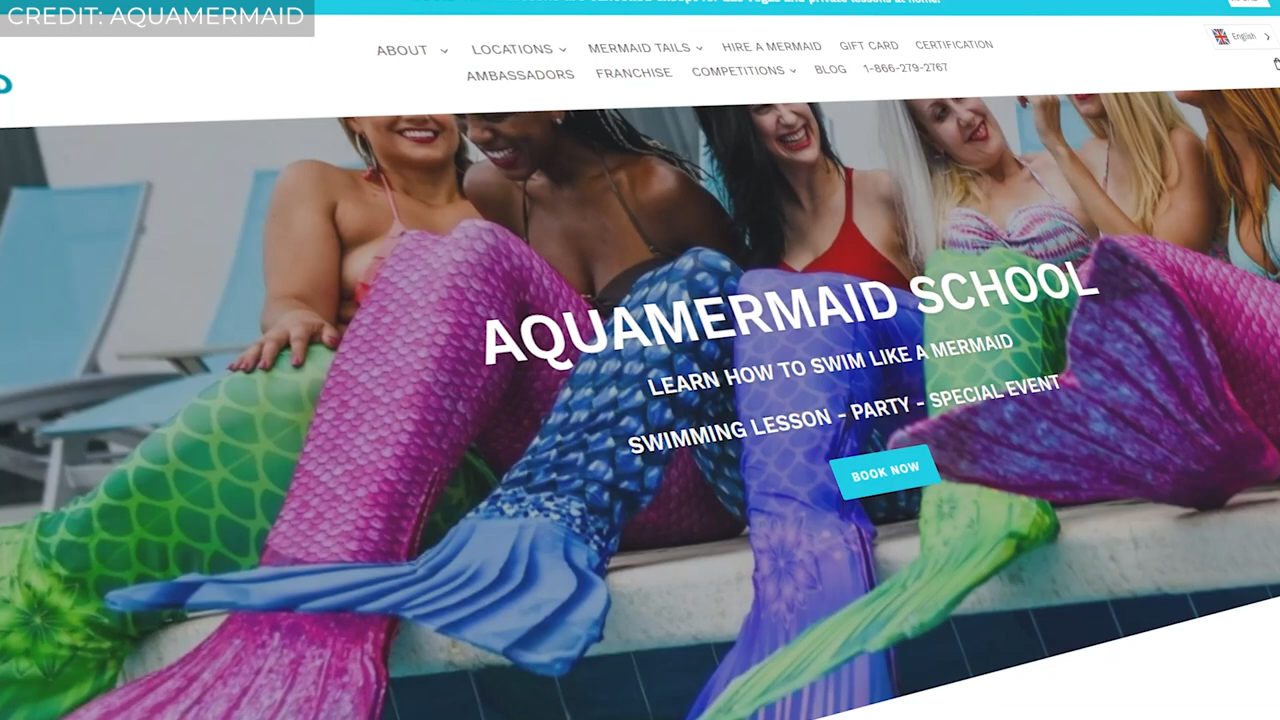 CREDIT: AQUAMERMAID
ABOUT LOCATIONS MERMAID TAILS HIRE A MERMAID GIFT CARD CERTIFICATION
English
AMBASSADORS FRANCHISE COMPETITIONS BLOG 1-866-279-2767
AQUAMERMAID SCHOOL
LEARN HOW TO SWIM LIKE A MERMAID
SWIMMING LESSON - PARTY - SPECIAL EVENT
BOOK NOW